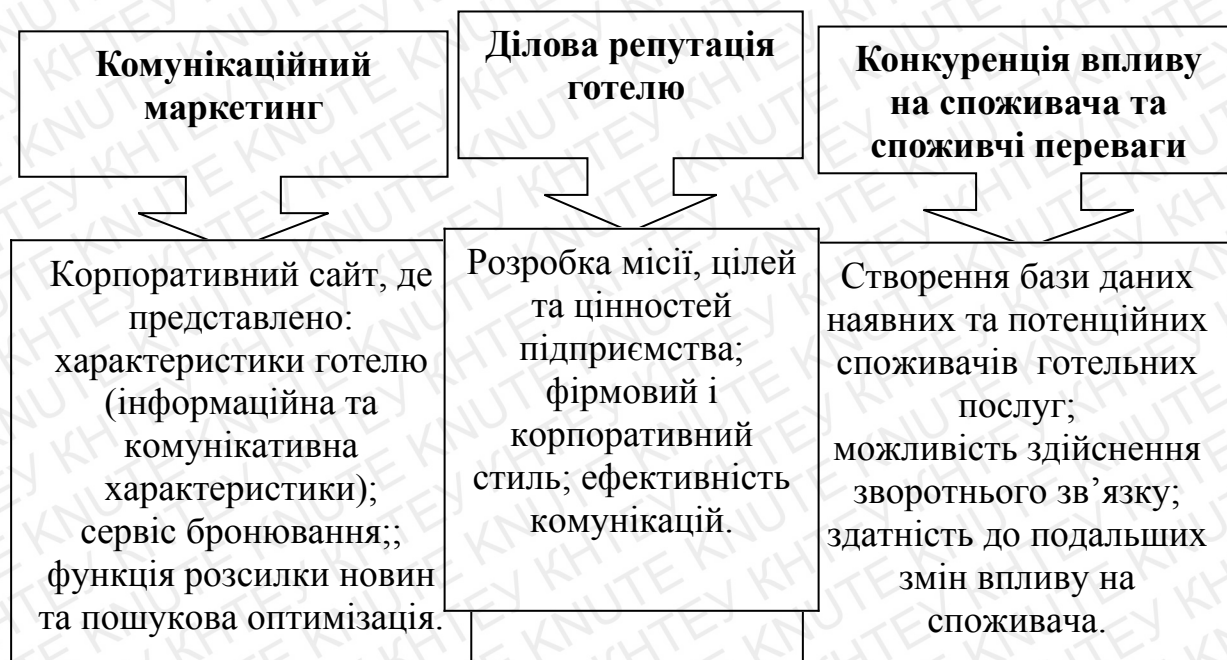 Комунікаційний
маркетинг
Ділова репутація
готелю
Конкуренція впливу
на споживача та
споживчі переваги
Корпоративний сайт, де
представлено:
характеристики готелю
(інформаційна та
комунікативна
характеристики);
сервіс бронювання;;
функція розсилки новин
та пошукова оптимізація.
Розробка місії, цілей
та цінностей
підприємства;
фірмовий і
корпоративний
стиль; ефективність
комунікацій.
Створення бази даних
наявних та потенційних
споживачів готельних
послуг;
можливість здійснення
зворотнього зв’язку;
здатність до подальших
змін впливу на
споживача.